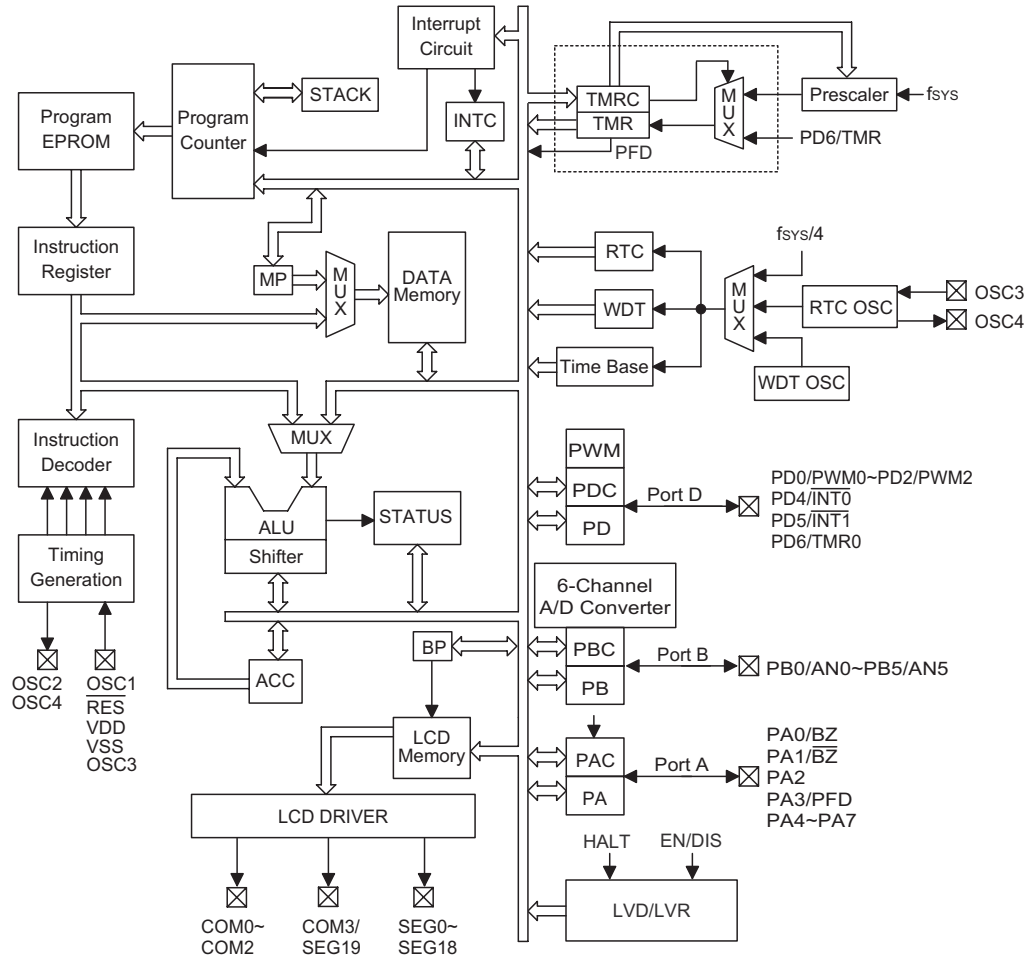 Interrupt
Circuit
STACK
INTC
Program
EPROM
Program
Counter
TMRC
TMR
PFD
MUX
Prescaler
fSYS
PD6/TMR
Instruction
Register
MP
MUX
DATA
Memory
RTC
WDT
Time Base
MUX
fSYS/4
RTC OSC
OSC3
OSC4
WDT OSC
Instruction
Decoder
MUX
ALU
Shifter
STATUS
PWM
PDC
PD
Port D
PD0/PWM0~PD2/PWM2
PD4/INT0
PD5/INT1
PD6/TMR0
Timing
Generation
OSC2
OSC4
OSC1
RES
VDD
VSS
OSC3
ACC
BP
6-Channel
A/D Converter
PBC
PB
Port B
PB0/AN0~PB5/AN5
LCD
Memory
PAC
PA
Port A
PA0/BZ
PA1/BZ
PA2
PA3/PFD
PA4~PA7
LCD DRIVER
COM0~
COM2
COM3/
SEG19
SEG0~
SEG18
HALT
EN/DIS
LVD/LVR